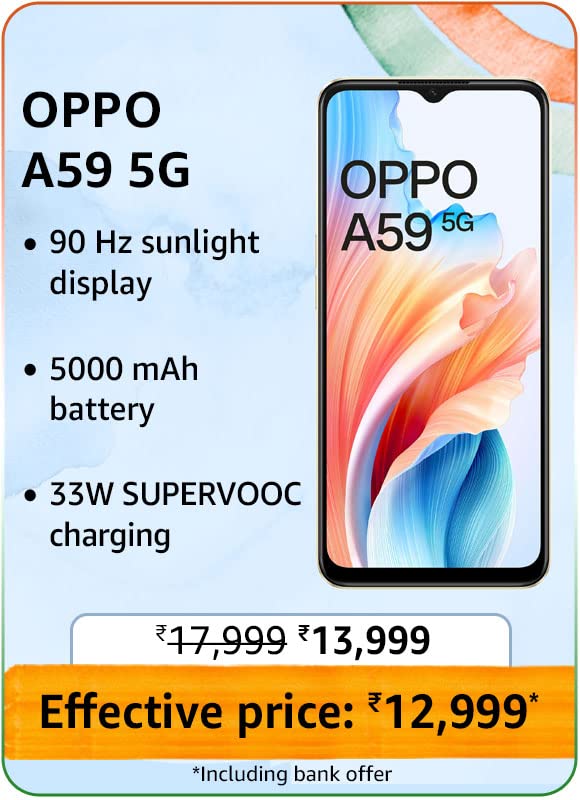 OPPO
A59 5G
• 90 Hz sunlight
display
• 5000 mAh
battery
• 33W SUPERVOOC
charging
OPPO
A59 5G
₹17,999 ₹13,999
Effective price: ₹12,999*
*Including bank offer